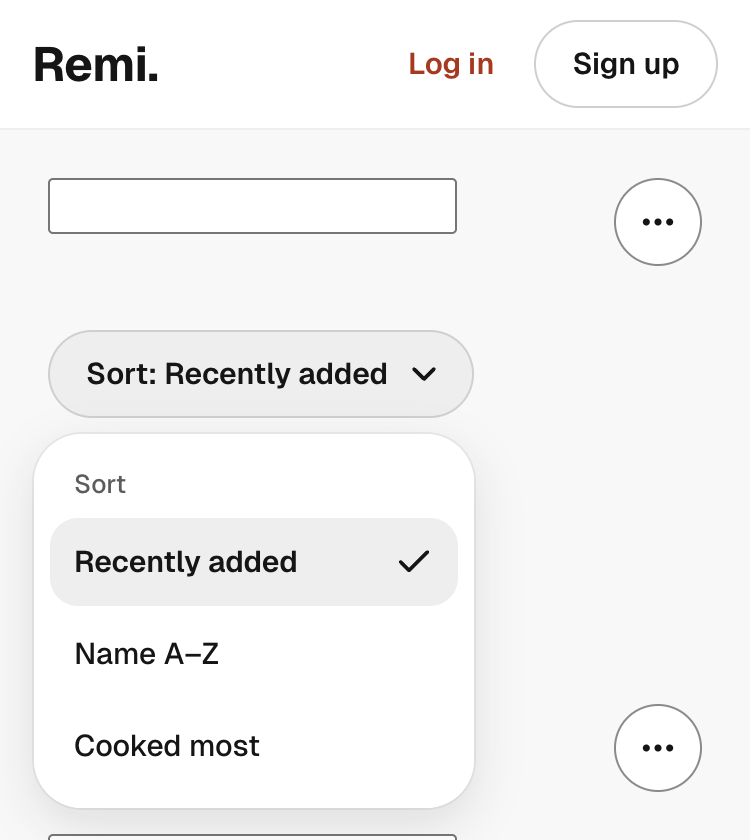 Remi.
Log in
Sign up
Sort: Recently added
Sort
Recently added
Name A–Z
Cooked most